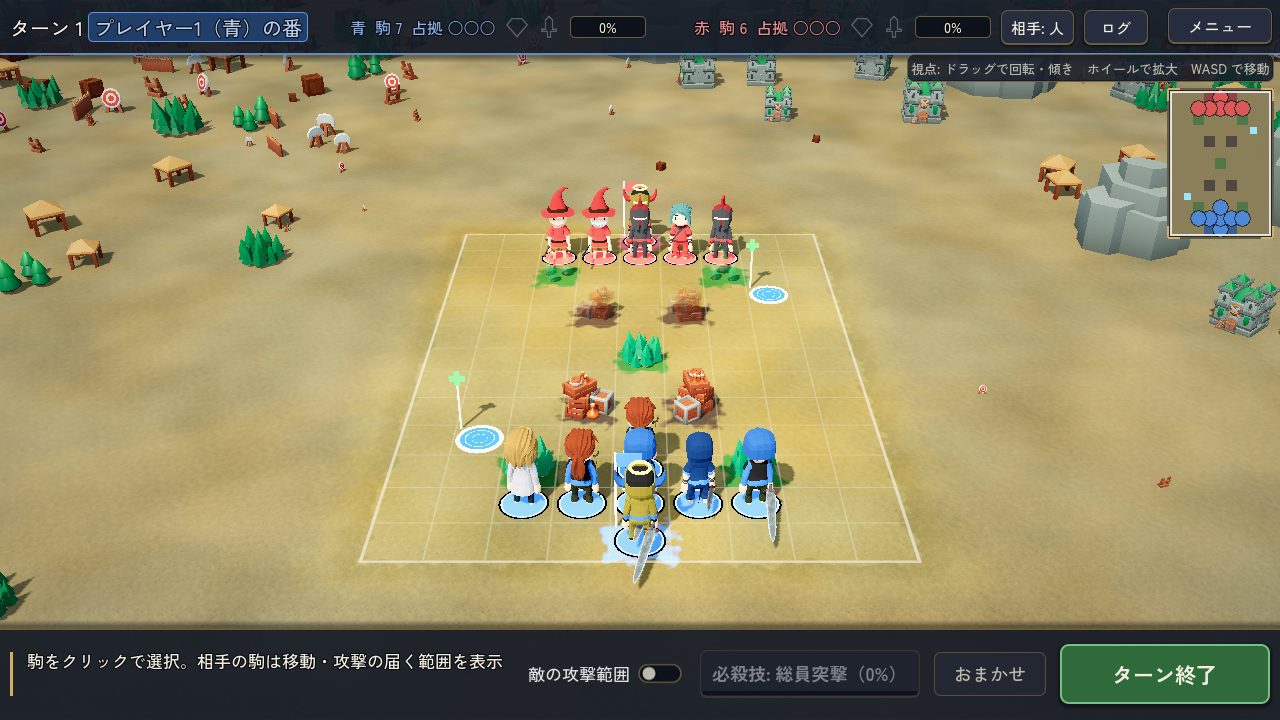 ターン 1 プレイヤー1（青）の番 青 駒 7 占拠 〇〇〇 0% 赤 駒 6 占拠 〇〇〇 0% 相手: 人 ログ メニュー
視点: ドラッグで回転・傾き ホイールで拡大 WASD で移動
駒をクリックで選択。相手の駒は移動・攻撃の届く範囲を表示
敵の攻撃範囲 必殺技: 総員突撃（0%） おまかせ ターン終了